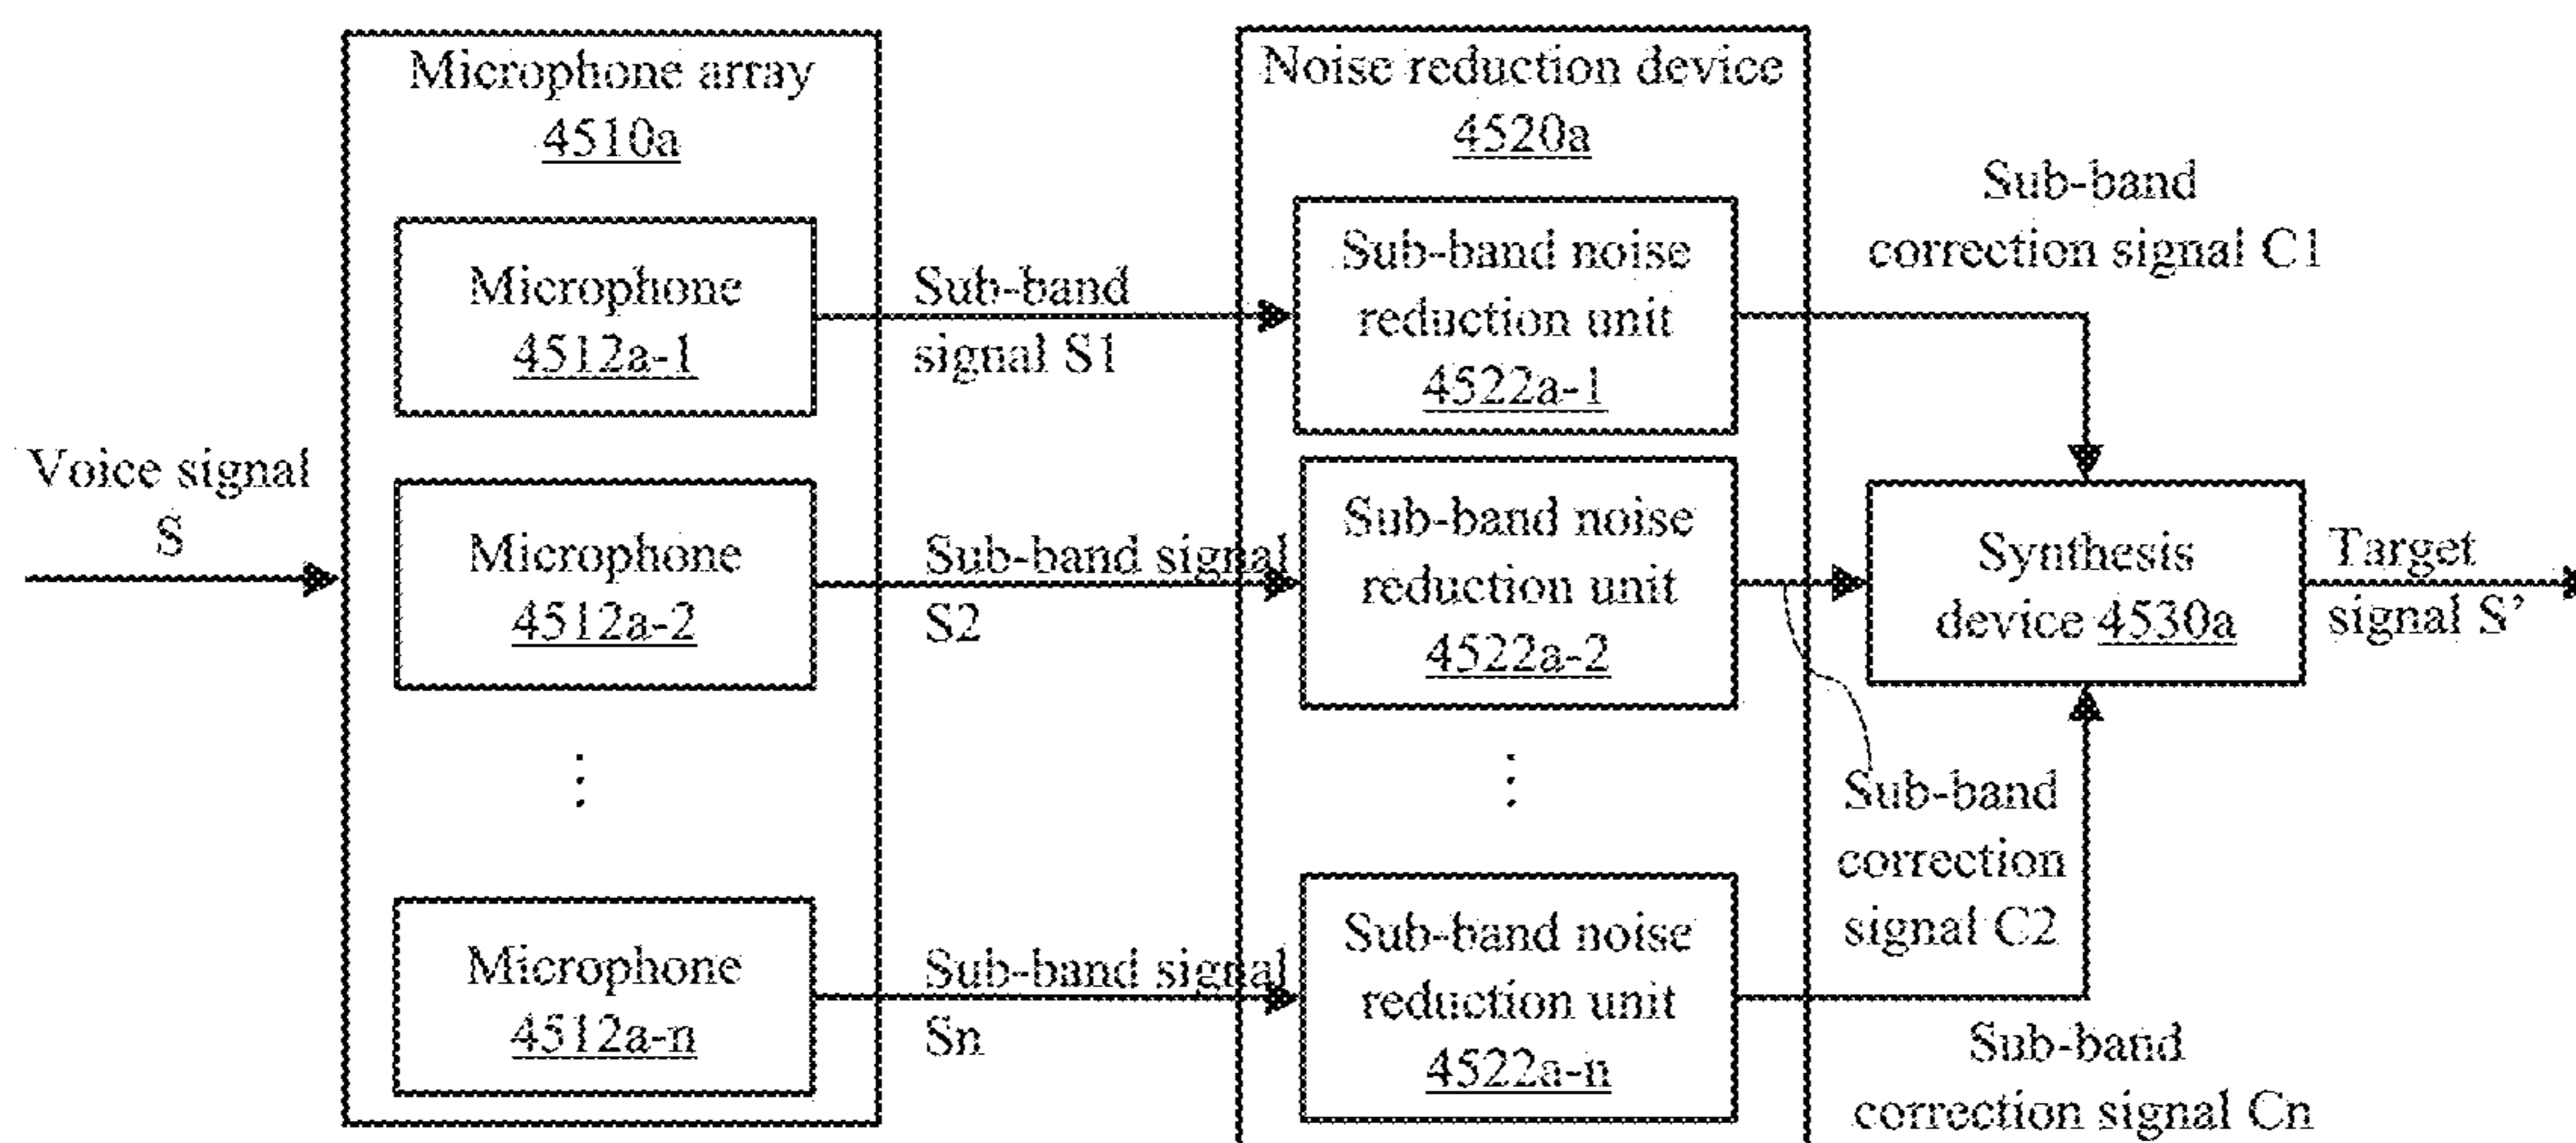 Microphone array
4510a
Noise reduction device
4520a
Sub-band
correction signal C1
Microphone
4512a-1
Sub-band
signal S1
Sub-band noise
reduction unit
4522a-1
Voice signal
S
Microphone
4512a-2
Sub-band signal
S2
Sub-band noise
reduction unit
4522a-2
Synthesis
device 4530a
Target
signal S’
⋮
⋮
Sub-band
correction
signal C2
Microphone
4512a-n
Sub-band signal
Sn
Sub-band noise
reduction unit
4522a-n
Sub-band
correction signal Cn